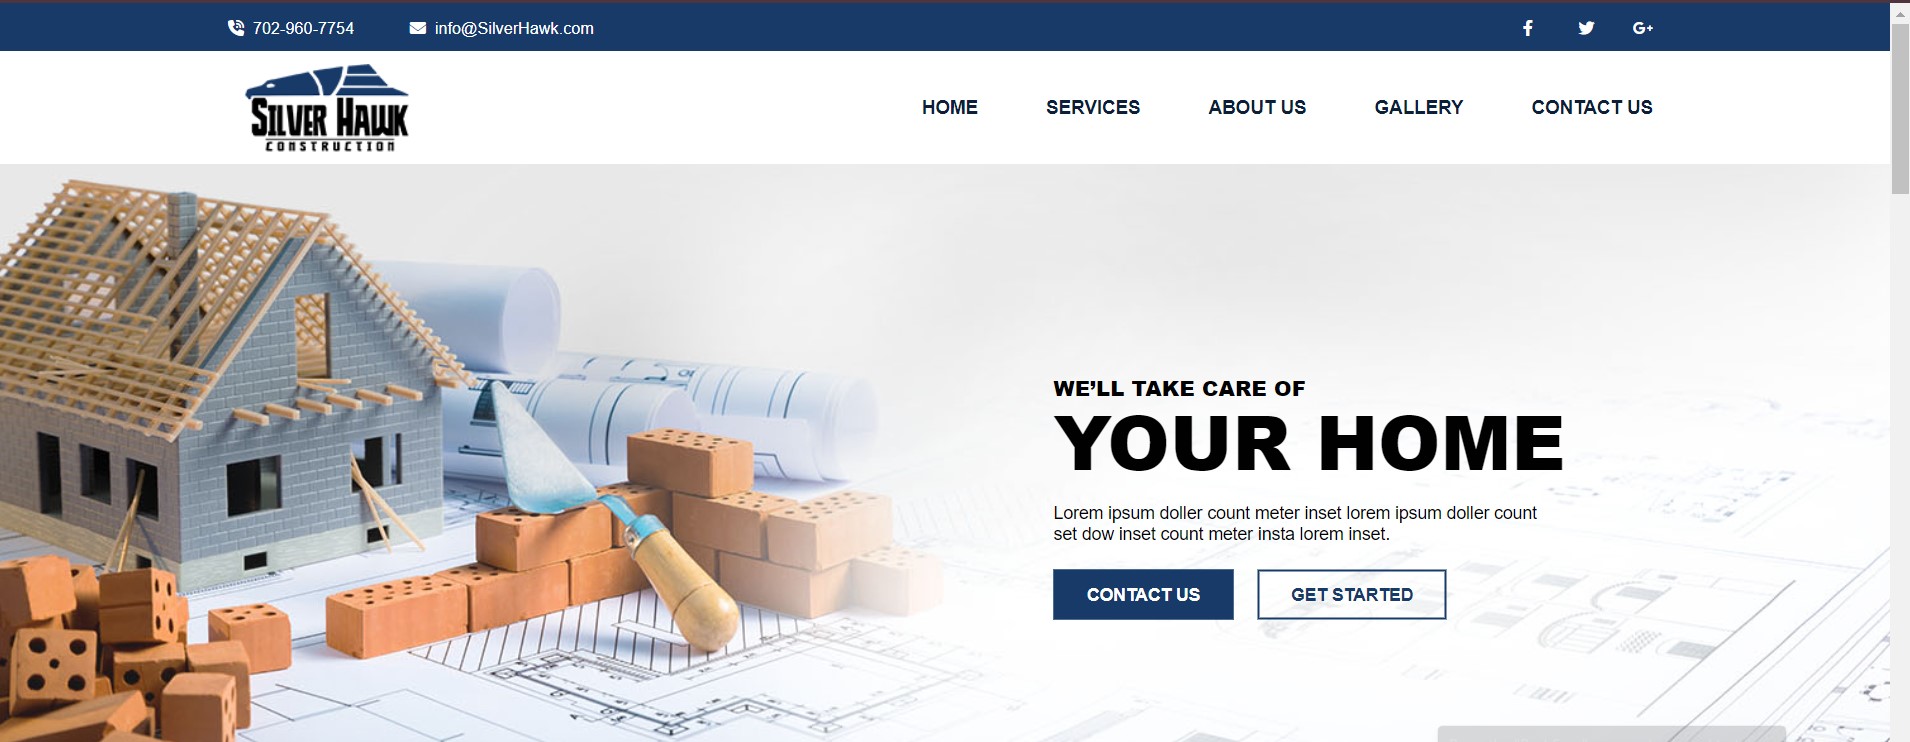 702-960-7754 info@SilverHawk.com G+
SILVER HAWK
CONSTRUCTION
HOME SERVICES ABOUT US GALLERY CONTACT US
WE’LL TAKE CARE OF
YOUR HOME
Lorem ipsum doller count meter inset lorem ipsum doller count
set dow inset count meter insta lorem inset.
CONTACT US GET STARTED